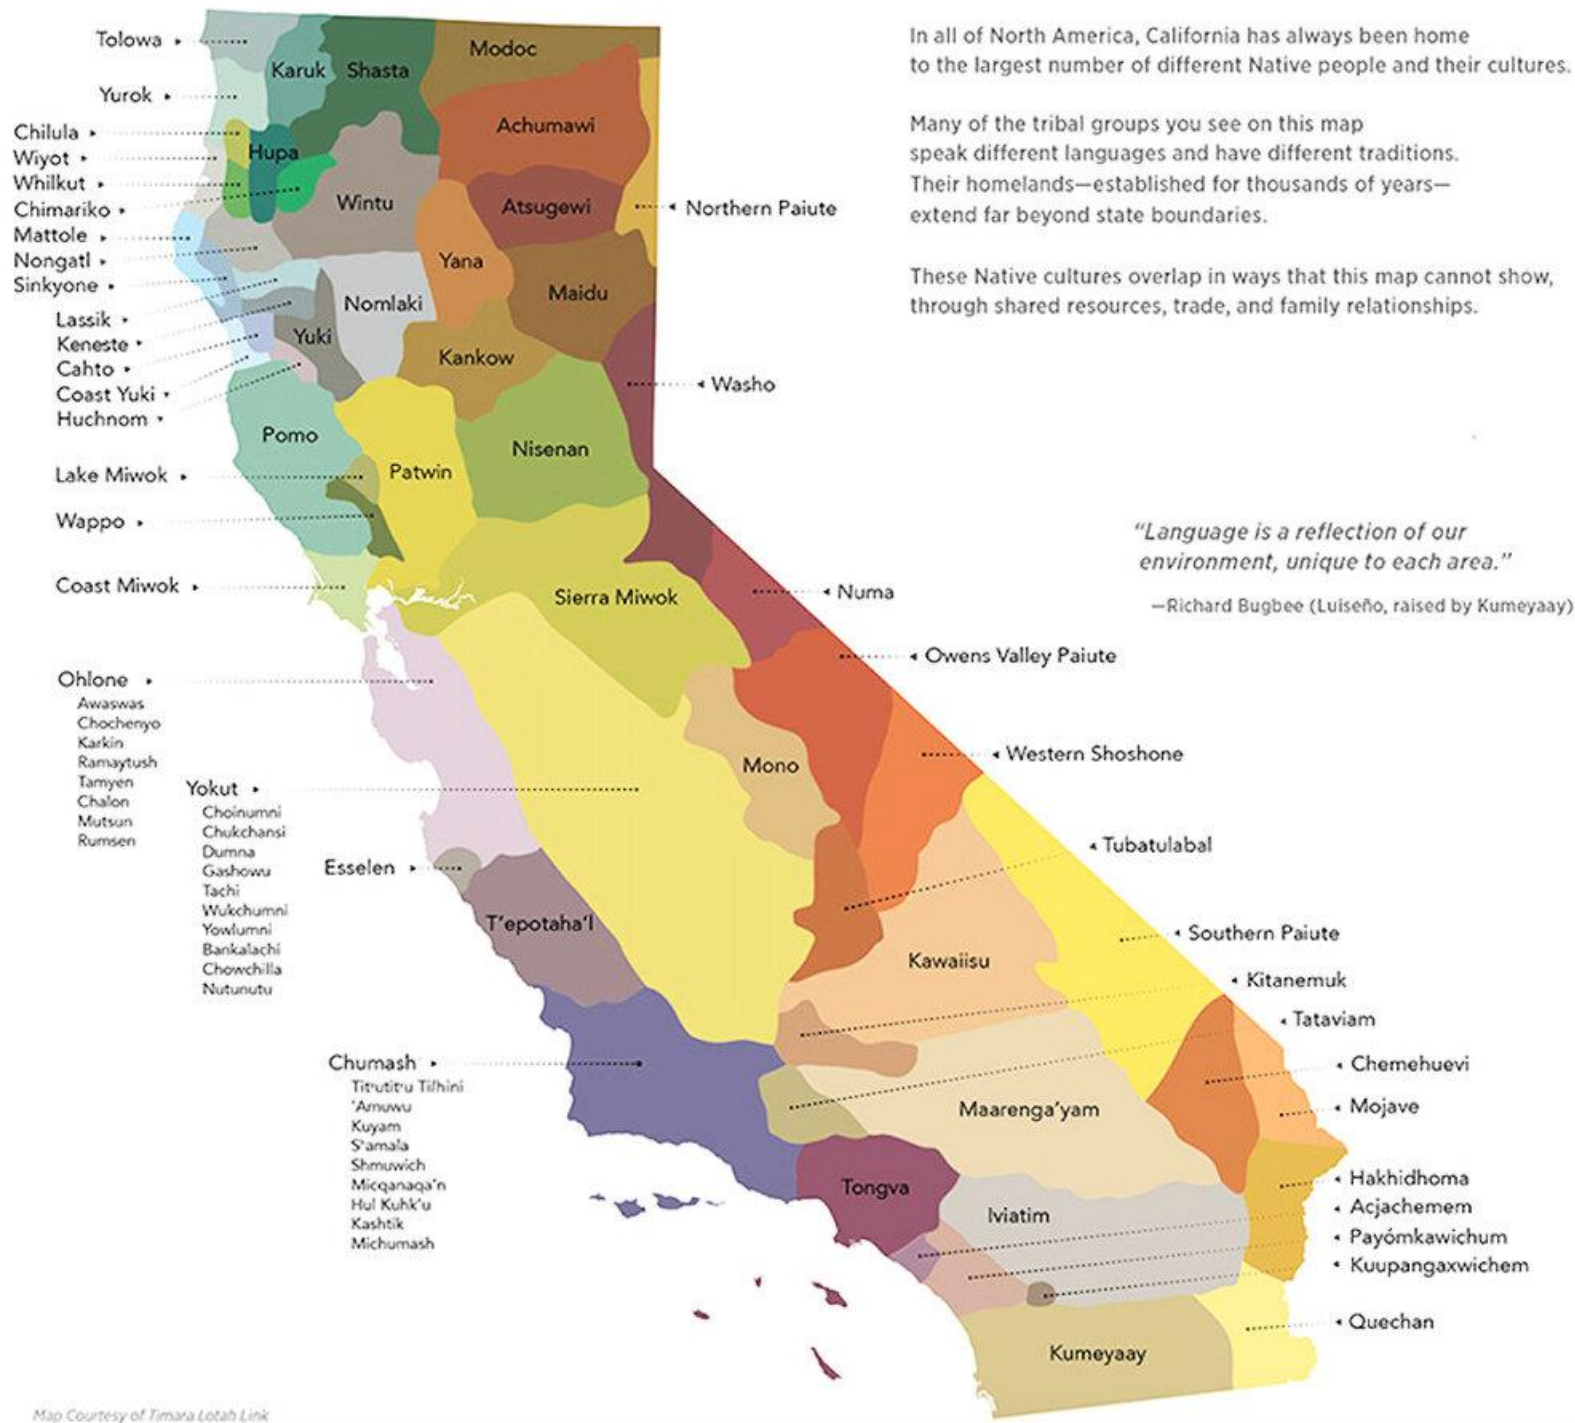 In all of North America, California has always been home
to the largest number of different Native people and their cultures.
Many of the tribal groups you see on this map
speak different languages and have different traditions.
Their homelands—established for thousands of years—
extend far beyond state boundaries.
These Native cultures overlap in ways that this map cannot show,
through shared resources, trade, and family relationships.
“Language is a reflection of our
environment, unique to each area.”
—Richard Bugbee (Luiseño, raised by Kumeyaay)
Tolowa
Yurok
Chilula
Wiyot
Whilkut
Chimariko
Mattole
Nongatl
Sinkyone
Lassik
Keneste
Cahto
Coast Yuki
Huchnom
Lake Miwok
Wappo
Coast Miwok
Ohlone
Awaswas
Chochenyo
Karkin
Ramaytush
Tamyen
Chalon
Mutsun
Rumsen
Yokut
Choinumni
Chukchansi
Dumna
Gashowu
Tachi
Wukchumni
Yowlumni
Bankalachi
Chowchilla
Nutunutu
Esselen
Chumash
'Amuwu
Kuyam
Shmuwich
Micqanaqa'n
Hul Kuhk'u
Kashtik
Michumash
Karuk
Shasta
Modoc
Hupa
Achumawi
Wintu
Atsugewi
Yana
Maidu
Nomlaki
Yuki
Kankow
Pomo
Patwin
Nisenan
Sierra Miwok
Mono
T'epotaha'l
Kawaiisu
Maarenga'yam
Tongva
Iviatim
Kumeyaay
Northern Paiute
Washo
Numa
Owens Valley Paiute
Western Shoshone
Tubatulabal
Southern Paiute
Kitanemuk
Tataviam
Chemehuevi
Mojave
Hakhidhoma
Acjachemem
Payómkawichum
Kuupangaxwichem
Quechan
Map Courtesy of Timara Lotah Link